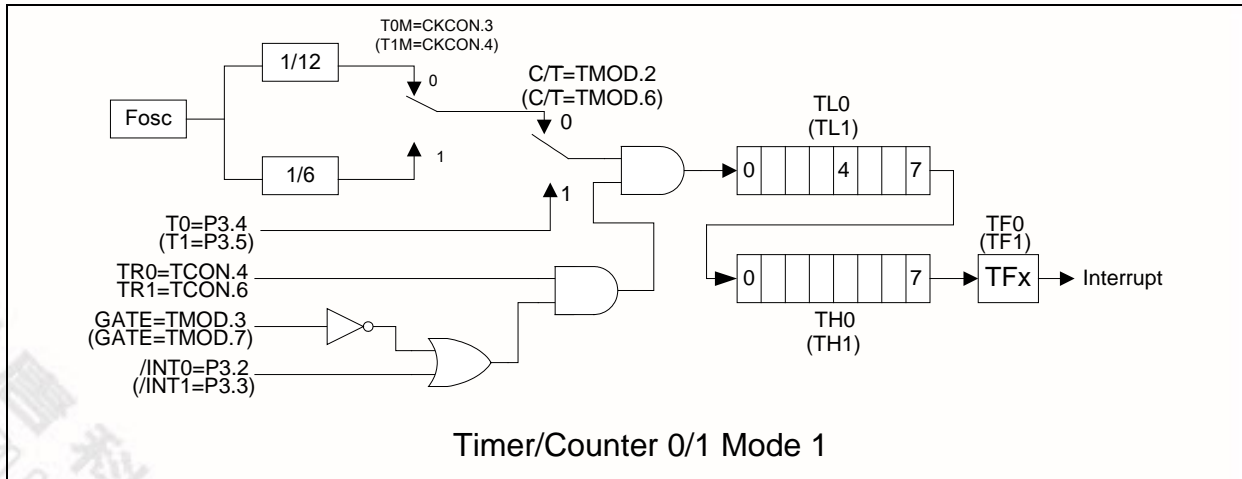 T0M=CKCON.3
(T1M=CKCON.4)
1/12
0
C/T=TMOD.2
(C/T=TMOD.6)
Fosc
0
TL0
(TL1)
1
1/6
0 4 7
1
T0=P3.4
(T1=P3.5)
TF0
(TF1)
TR0=TCON.4
TR1=TCON.6
0 7
TFx
Interrupt
GATE=TMOD.3
(GATE=TMOD.7)
TH0
(TH1)
/INT0=P3.2
(/INT1=P3.3)
Timer/Counter 0/1 Mode 1